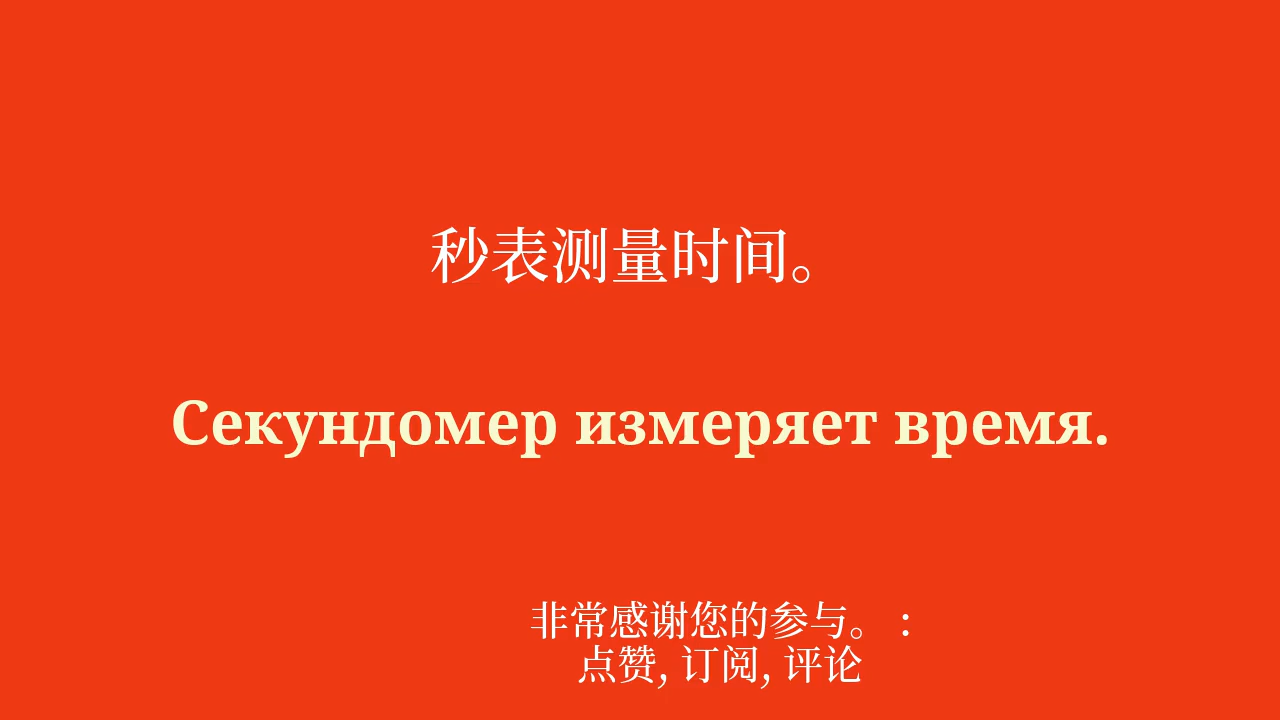 秒表测量时间。
Секундомер измеряет время.
非常感谢您的参与。 :
点赞, 订阅, 评论